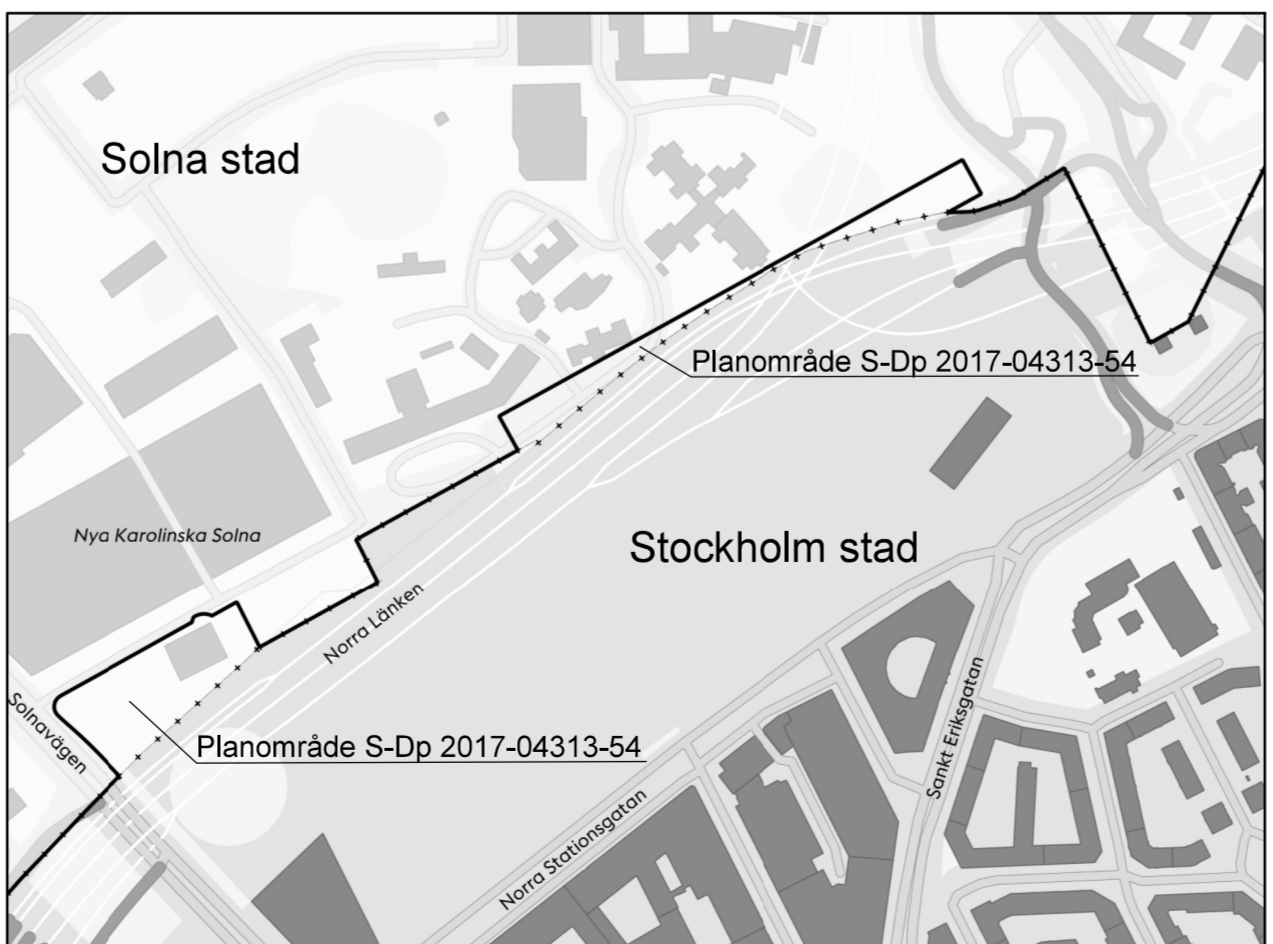 Solna stad
Planområde S-Dp 2017-04313-54
Nya Karolinska Solna
Stockholm stad
Norra Länken
Solnavägen
Planområde S-Dp 2017-04313-54
Sankt Eriksgatan
Norra Stationsgatan